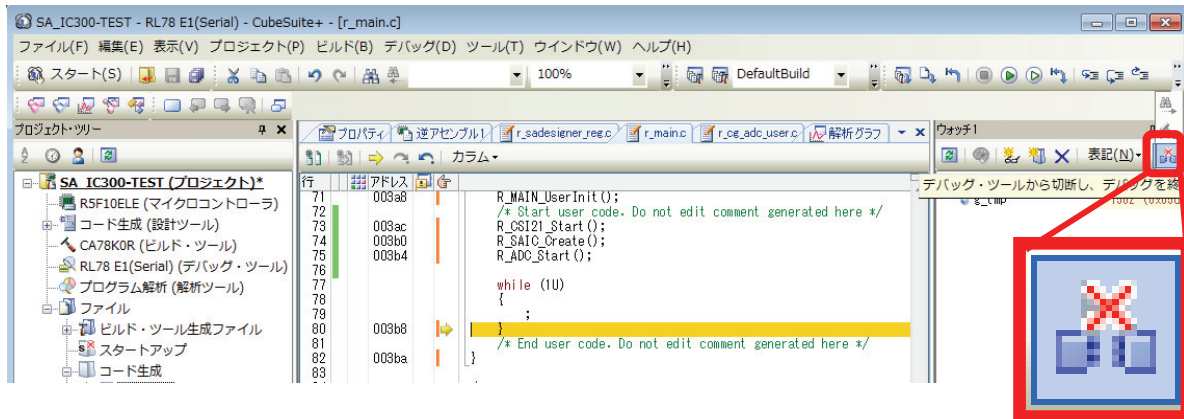 SA_IC300-TEST - RL78 E1(Serial) - CubeSuite+ - [r_main.c]
ファイル(F) 編集(E) 表示(V) プロジェクト(P) ビルド(B) デバッグ(D) ツール(T) ウインドウ(W) ヘルプ(H)
スタート(S) 100% DefaultBuild
プロジェクト・ツリー
プロパティ 逆アセンブル1 r_sadesigner_reg.c r_main.c r_cg_adc_user.c 解析グラフ
ウォッチ1
カラム
表記(N)
デバッグ・ツールから切断し、デバッグを終
SA_IC300-TEST (プロジェクト)*
R5F10ELE (マイクロコントローラ)
コード生成 (設計ツール)
CA78K0R (ビルド・ツール)
RL78 E1(Serial) (デバッグ・ツール)
プログラム解析 (解析ツール)
ファイル
ビルド・ツール生成ファイル
スタートアップ
コード生成
行 アドレス
71 003a8 R_MAIN_UserInit();
72 /* Start user code. Do not edit comment generated here */
73 003ac R_CSI21_Start();
74 003b0 R_SAIC_Create();
75 003b4 R_ADC_Start();
76
77 while (1U)
78 {
79 ;
80 003b8 }
81 /* End user code. Do not edit comment generated here */
82 003ba }
83